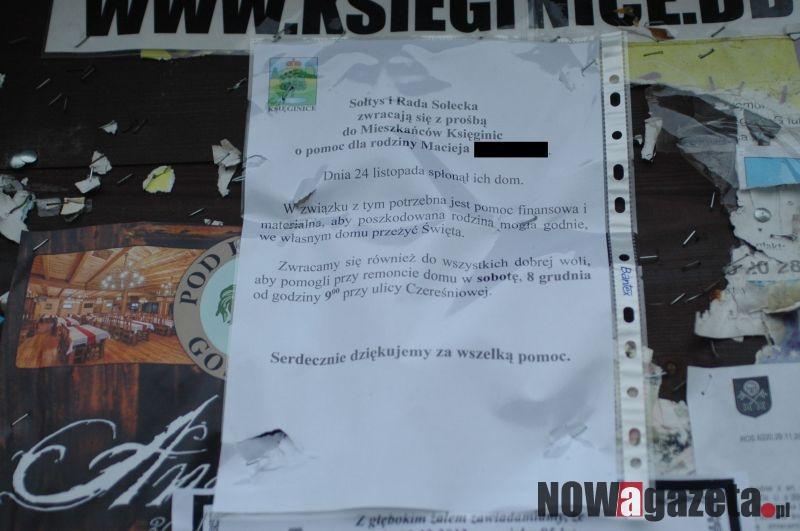 WWW.KSIEGINICE.
KSIĘGINICE
Sołtys i Rada Sołecka
zwracają się z prośbą
do Mieszkańców Księginic
o pomoc dla rodziny Macieja
Dnia 24 listopada spłonął ich dom.
W związku z tym potrzebna jest pomoc finansowa i
materialna, aby poszkodowana rodzina mogła godnie,
we własnym domu przeżyć Święta.
Zwracamy się również do wszystkich dobrej woli,
aby pomogli przy remoncie domu w sobotę, 8 grudnia
od godziny 9⁰⁰ przy ulicy Czereśniowej.
Serdecznie dziękujemy za wszelką pomoc.
Bantex
POD
Z głębokim żalem zawiadamiamy, że
NOWagazeta.pl